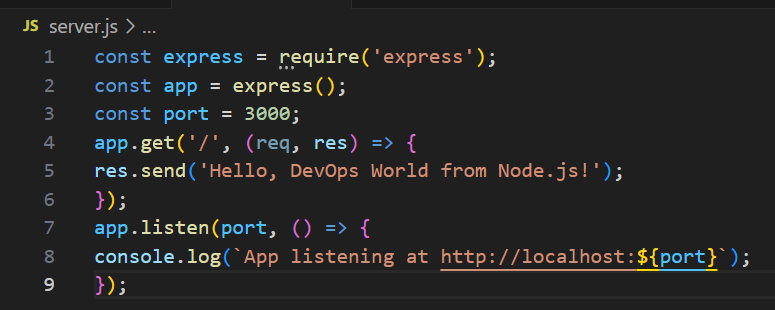 JS server.js > ...
1 const express = require('express');
2 const app = express();
3 const port = 3000;
4 app.get('/', (req, res) => {
5 res.send('Hello, DevOps World from Node.js!');
6 });
7 app.listen(port, () => {
8 console.log(`App listening at http://localhost:${port}`);
9 });